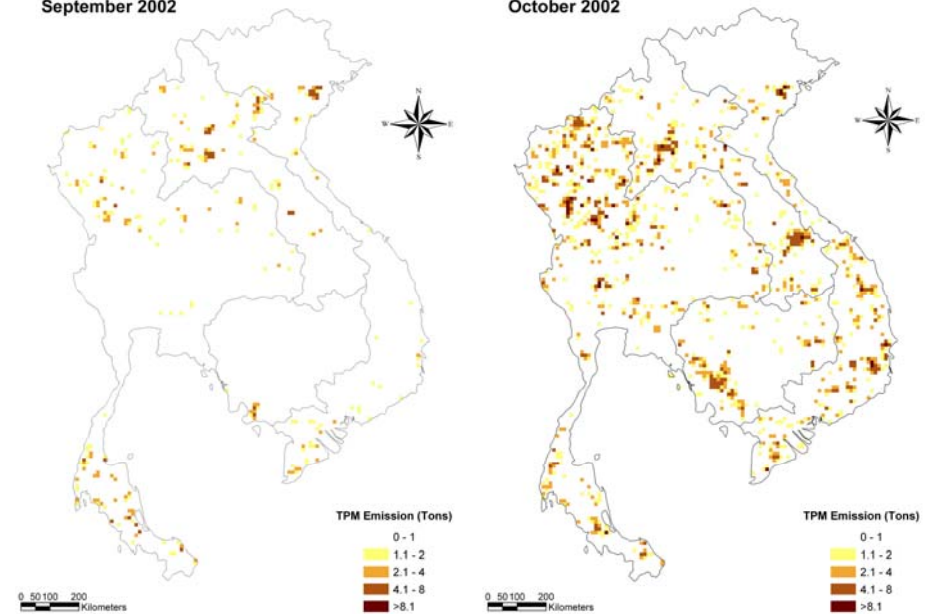 September 2002
October 2002
N
W E
S
N
W E
S
TPM Emission (Tons)
0 - 1
1.1 - 2
2.1 - 4
4.1 - 8
>8.1
0 50 100 200
Kilometers
TPM Emission (Tons)
0 - 1
1.1 - 2
2.1 - 4
4.1 - 8
>8.1
0 50 100 200
Kilometers